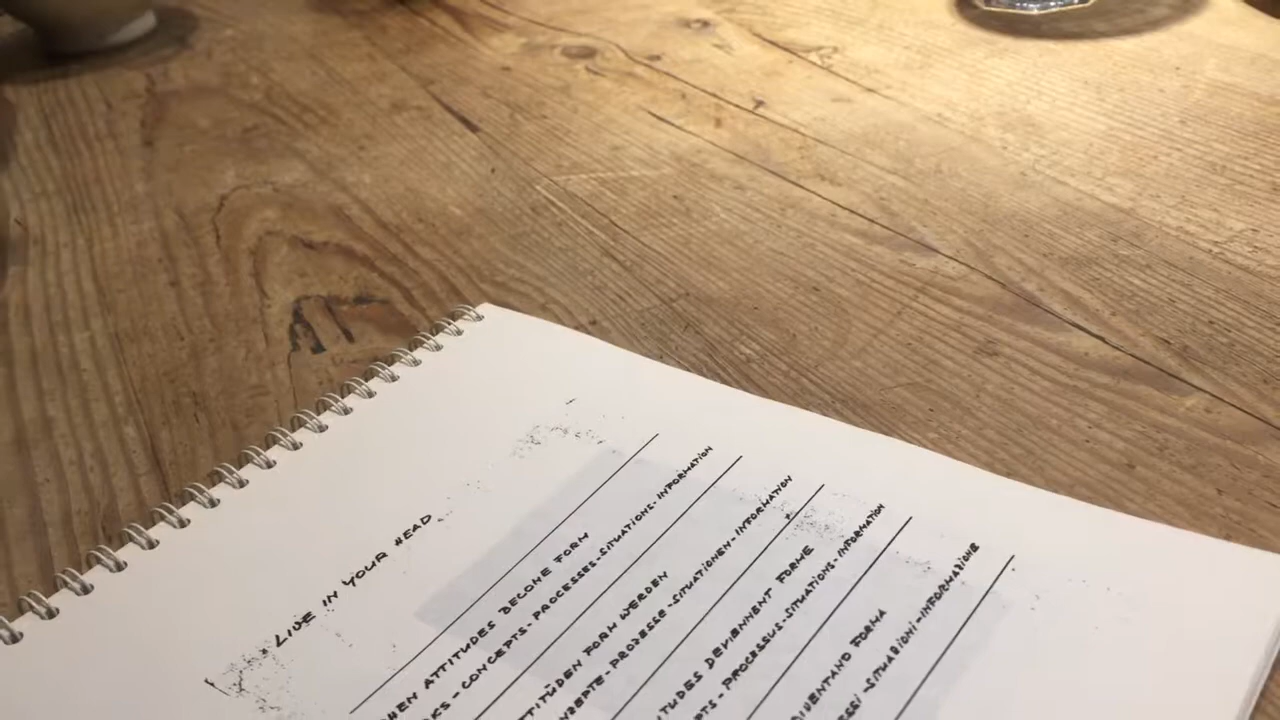 LIVE IN YOUR HEAD
WHEN ATTITUDES BECOME FORM
CONCEPTS-PROCESSES-SITUATIONS-INFORMATION
FORM WERDEN
PROZESSE-SITUATIONEN-INFORMATION
DEVIENNENT FORME
PROCESSUS-SITUATIONS-INFORMATION
DIVENTANO FORMA
SITUAZIONI-INFORMAZIONE